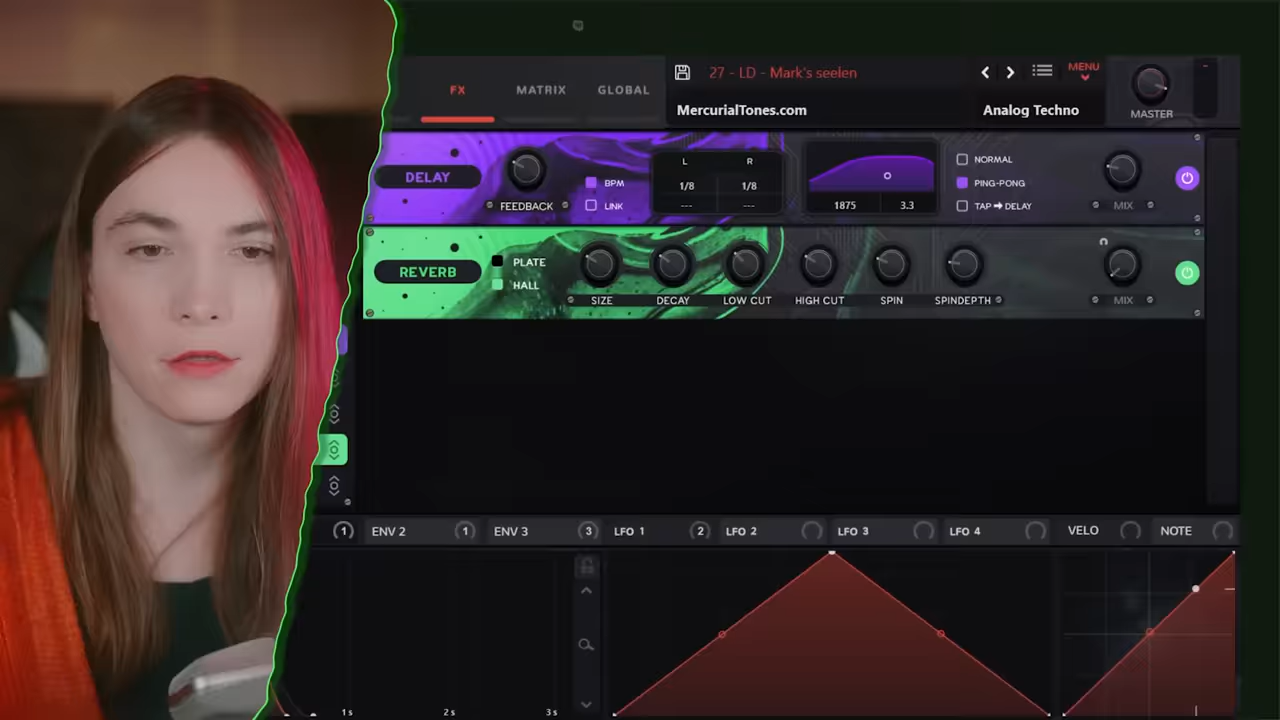 FX MATRIX GLOBAL
27 - LD - Mark's seelen
MENU
MercurialTones.com
Analog Techno
MASTER
DELAY
FEEDBACK
BPM
LINK
L R
1/8 1/8
--- ---
1875 3.3
NORMAL
PING-PONG
TAP ➡ DELAY
MIX
REVERB
PLATE
HALL
SIZE DECAY LOW CUT HIGH CUT SPIN SPINDEPTH
MIX
1 ENV 2 1 ENV 3 3 LFO 1 2 LFO 2 LFO 3 LFO 4 VELO NOTE
1s 2s 3s